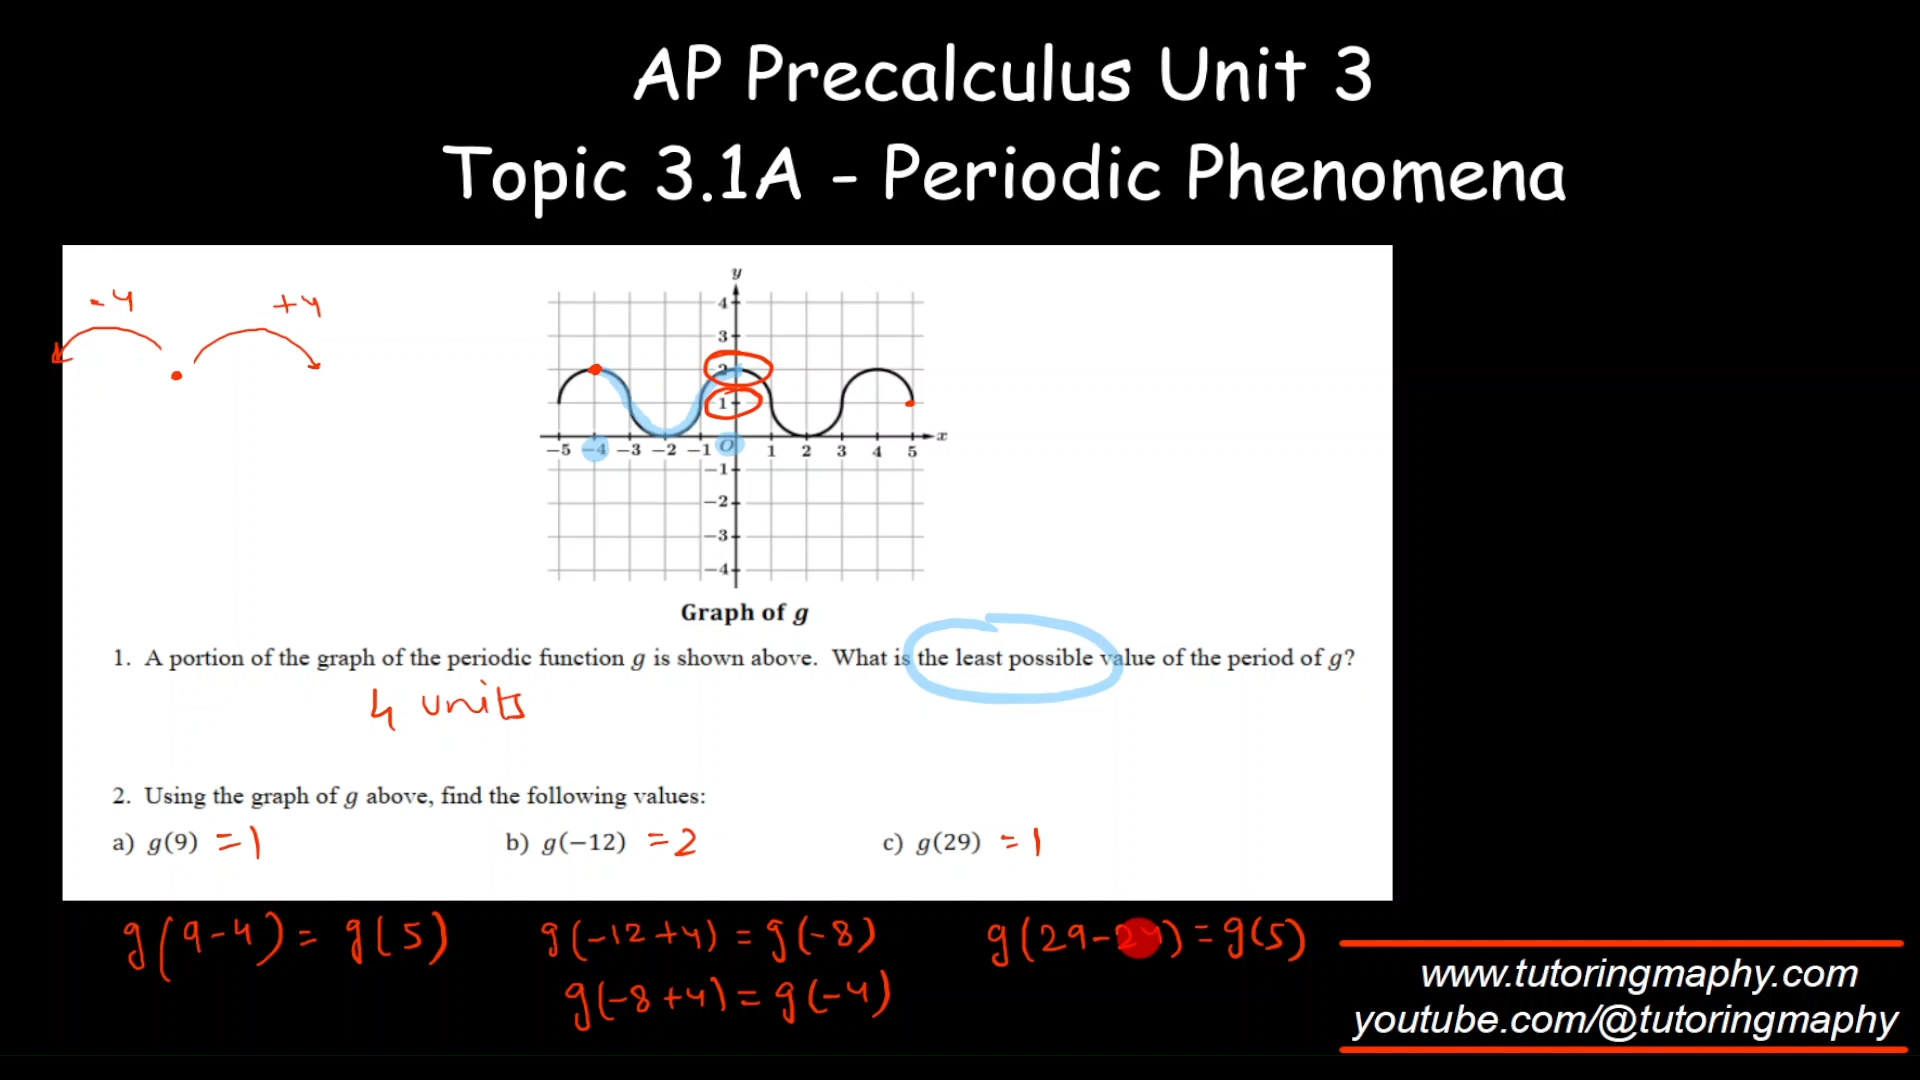 AP Precalculus Unit 3
Topic 3.1A - Periodic Phenomena
-4
+4
y
4
3
2
1
-5 -4 -3 -2 -1 O 1 2 3 4 5 x
-1
-2
-3
-4
Graph of g
1. A portion of the graph of the periodic function g is shown above. What is the least possible value of the period of g?
4 units
2. Using the graph of g above, find the following values:
a) g(9) = 1 b) g(−12) = 2 c) g(29) = 1
g(9-4) = g(5) g(-12+4) = g(-8) g(29-24) = g(5)
g(-8+4) = g(-4)
www.tutoringmaphy.com
youtube.com/@tutoringmaphy